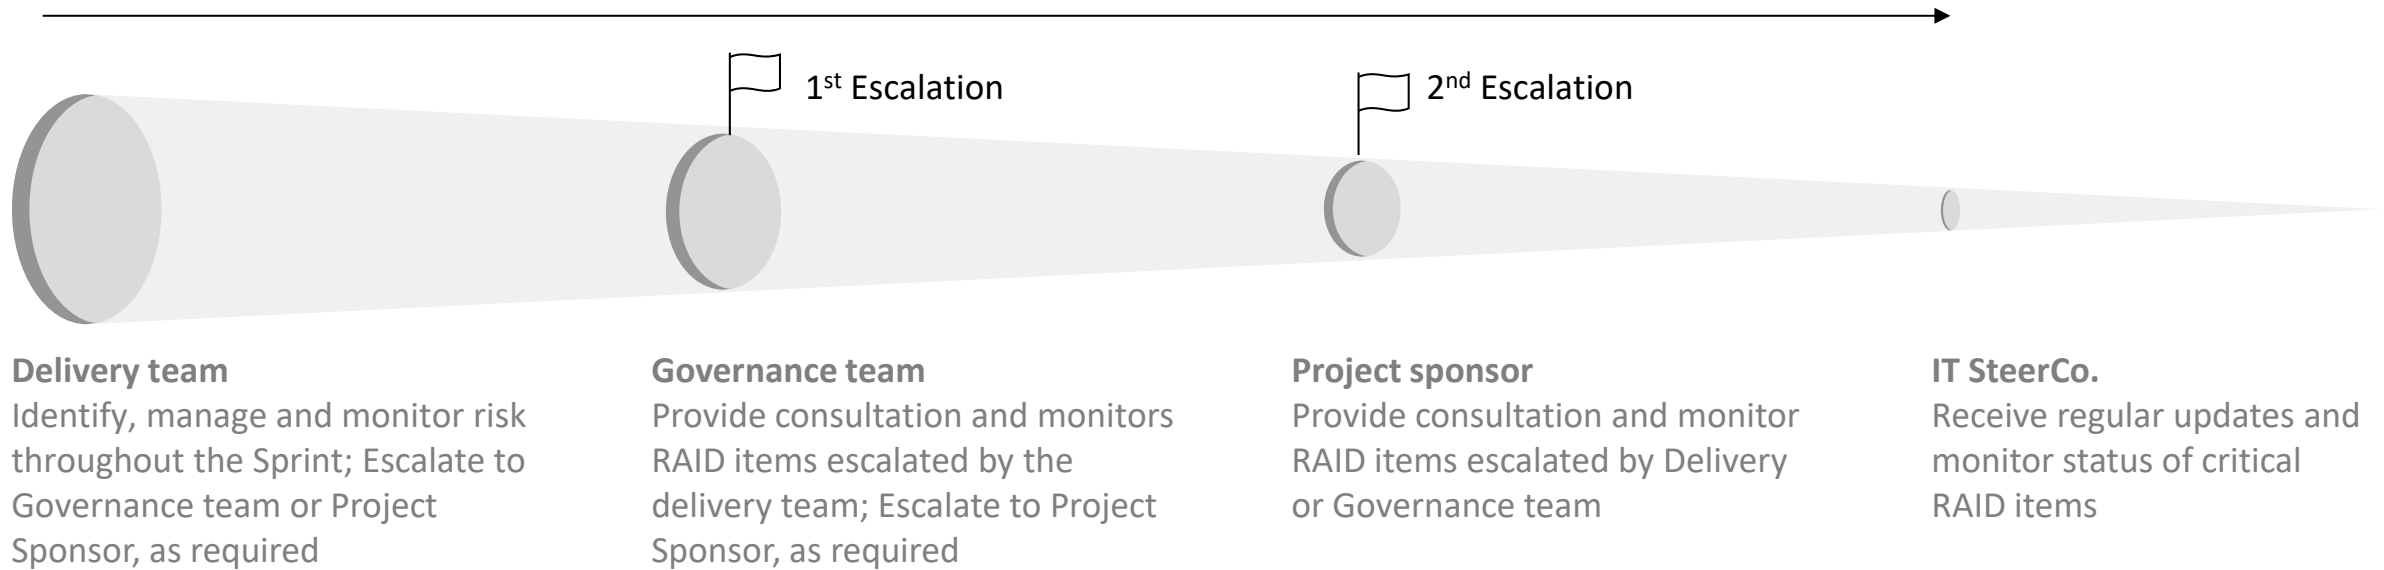 1st Escalation
2nd Escalation
Delivery team
Identify, manage and monitor risk
throughout the Sprint; Escalate to
Governance team or Project
Sponsor, as required
Governance team
Provide consultation and monitors
RAID items escalated by the
delivery team; Escalate to Project
Sponsor, as required
Project sponsor
Provide consultation and monitor
RAID items escalated by Delivery
or Governance team
IT SteerCo.
Receive regular updates and
monitor status of critical
RAID items